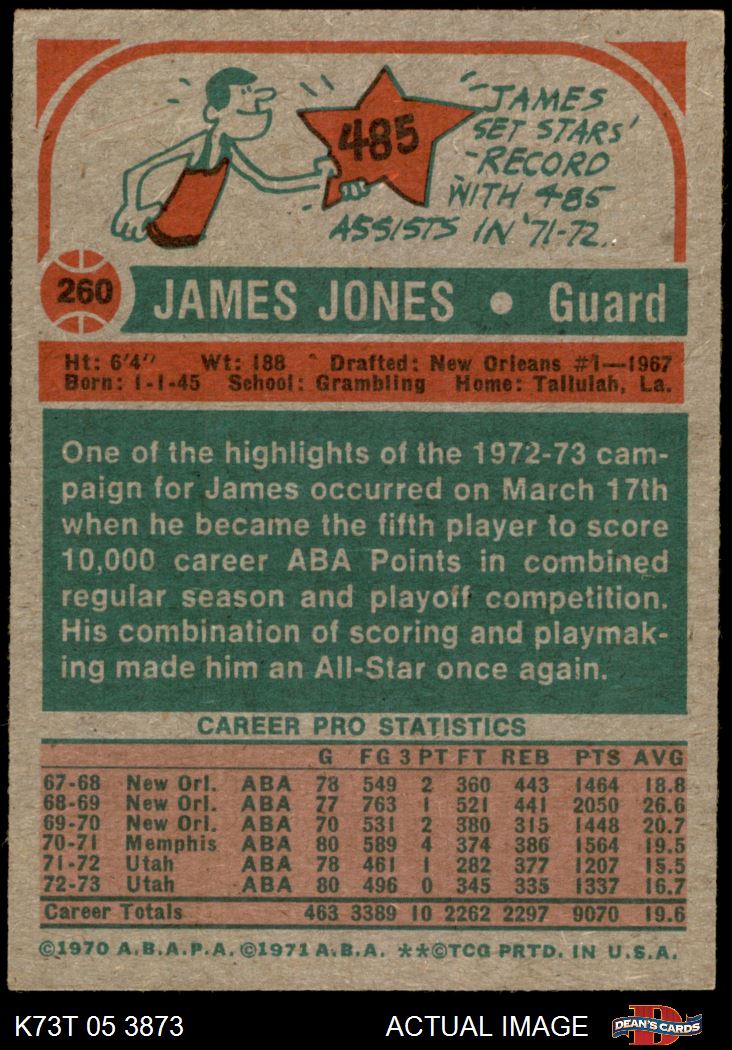 485
"JAMES
SET STARS'
RECORD
WITH 485
ASSISTS IN '71-72.
260 JAMES JONES • Guard
Ht: 6'4" Wt: 188 Drafted: New Orleans #1—1967
Born: 1-1-45 School: Grambling Home: Tallulah, La.
One of the highlights of the 1972-73 cam-
paign for James occurred on March 17th
when he became the fifth player to score
10,000 career ABA Points in combined
regular season and playoff competition.
His combination of scoring and playmak-
ing made him an All-Star once again.
CAREER PRO STATISTICS
G FG 3 PT FT REB PTS AVG
67-68 New Orl. ABA 78 549 2 360 443 1464 18.8
68-69 New Orl. ABA 77 763 1 521 441 2050 26.6
69-70 New Orl. ABA 70 531 2 380 315 1448 20.7
70-71 Memphis ABA 80 589 4 374 386 1564 19.5
71-72 Utah ABA 78 461 1 282 377 1207 15.5
72-73 Utah ABA 80 496 0 345 335 1337 16.7
Career Totals 463 3389 10 2262 2297 9070 19.6
©1970 A.B.A.P.A. ©1971 A.B.A. **©TCG PRTD. IN U.S.A.
K73T 05 3873 ACTUAL IMAGE D DEAN'S CARDS